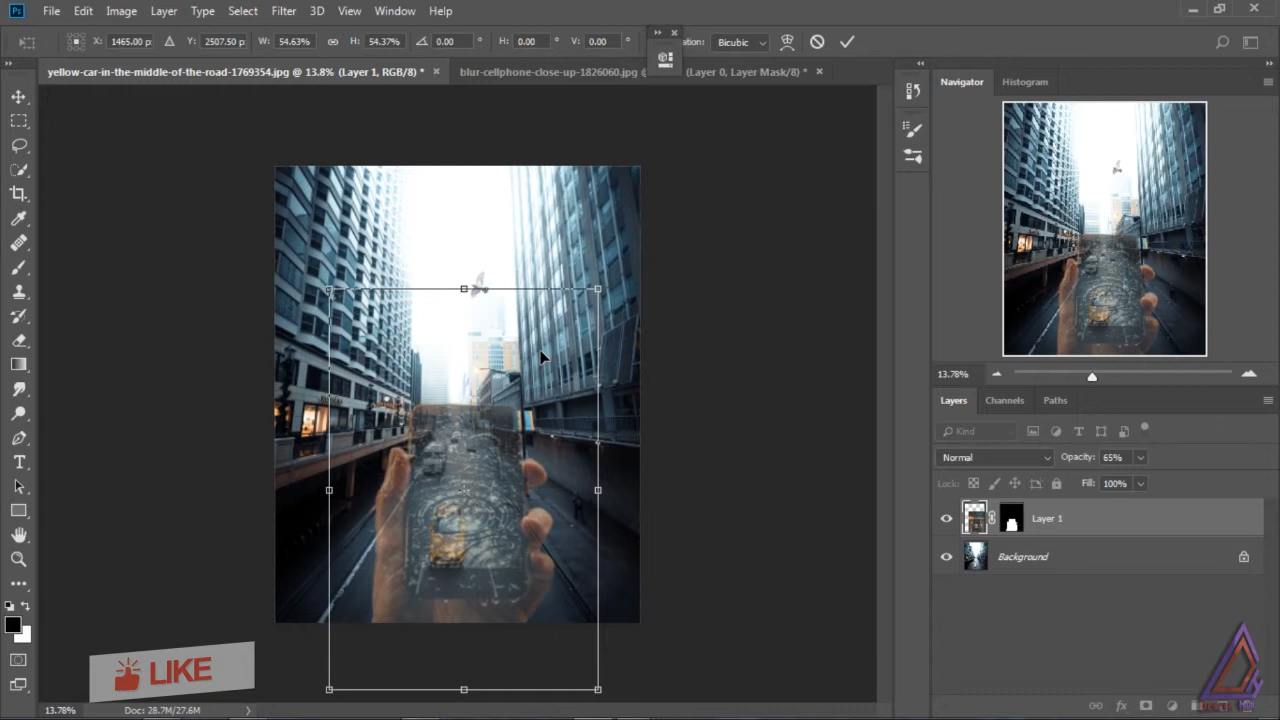 Ps File Edit Image Layer Type Select Filter 3D View Window Help
X: 1465.00 p: Y: 2507.50 p: W: 54.63% H: 54.37% 0.00 ° H: 0.00 ° V: 0.00 ° ation: Bicubic
yellow-car-in-the-middle-of-the-road-1769354.jpg @ 13.8% (Layer 1, RGB/8) * × blur-cellphone-close-up-1826060.jpg @ (Layer 0, Layer Mask/8) * ×
Navigator Histogram
13.78%
Layers Channels Paths
Kind
Normal Opacity: 65%
Lock: Fill: 100%
Layer 1
Background
LIKE
13.78% Doc: 28.7M/27.6M